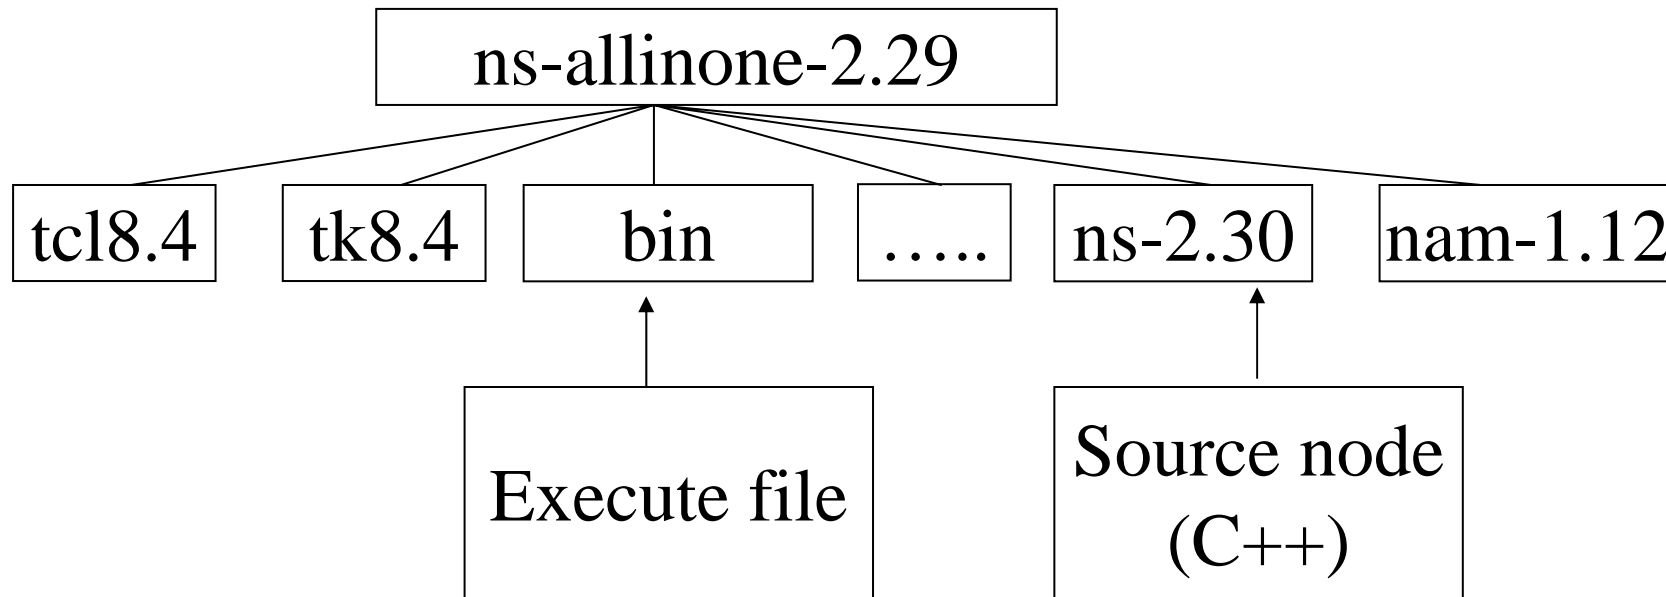 ns-allinone-2.29
tcl8.4
tk8.4
bin
…..
ns-2.30
nam-1.12
Execute file
Source node
(C++)